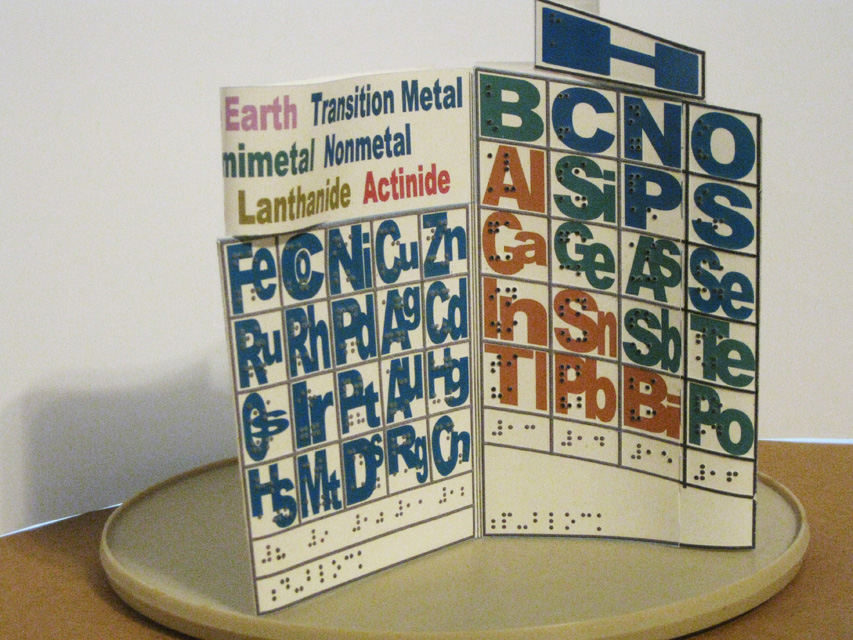 H
Earth Transition Metal
nimetal Nonmetal
Lanthanide Actinide
Fe Co Ni Cu Zn
Ru Rh Pd Ag Cd
Os Ir Pt Au Hg
Hs Mt Ds Rg Cn
B C N O
Al Si P S
Ga Ge As Se
In Sn Sb Te
Tl Pb Bi Po